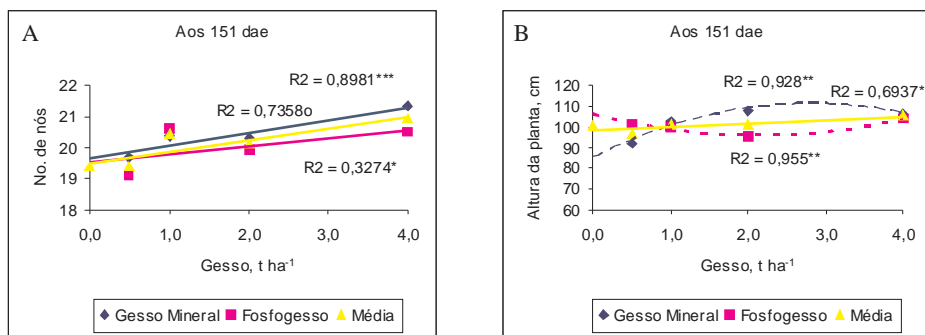 A
Aos 151 dae
No. de nós
22
21
20
19
18
R2 = 0,8981***
R2 = 0,7358o
R2 = 0,3274*
0,0 1,0 2,0 3,0 4,0
Gesso, t ha-1
Gesso Mineral Fosfogesso Média
B
Aos 151 dae
Altura da planta, cm
120
110
100
90
80
70
60
R2 = 0,928**
R2 = 0,6937*
R2 = 0,955**
0,0 1,0 2,0 3,0 4,0
Gesso, t ha-1
Gesso Mineral Fosfogesso Média